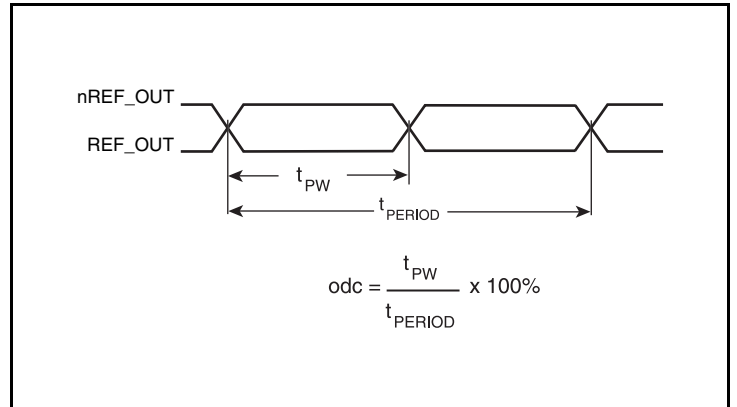 nREF_OUT
REF_OUT
tPW
tPERIOD
odc = tPW / tPERIOD x 100%